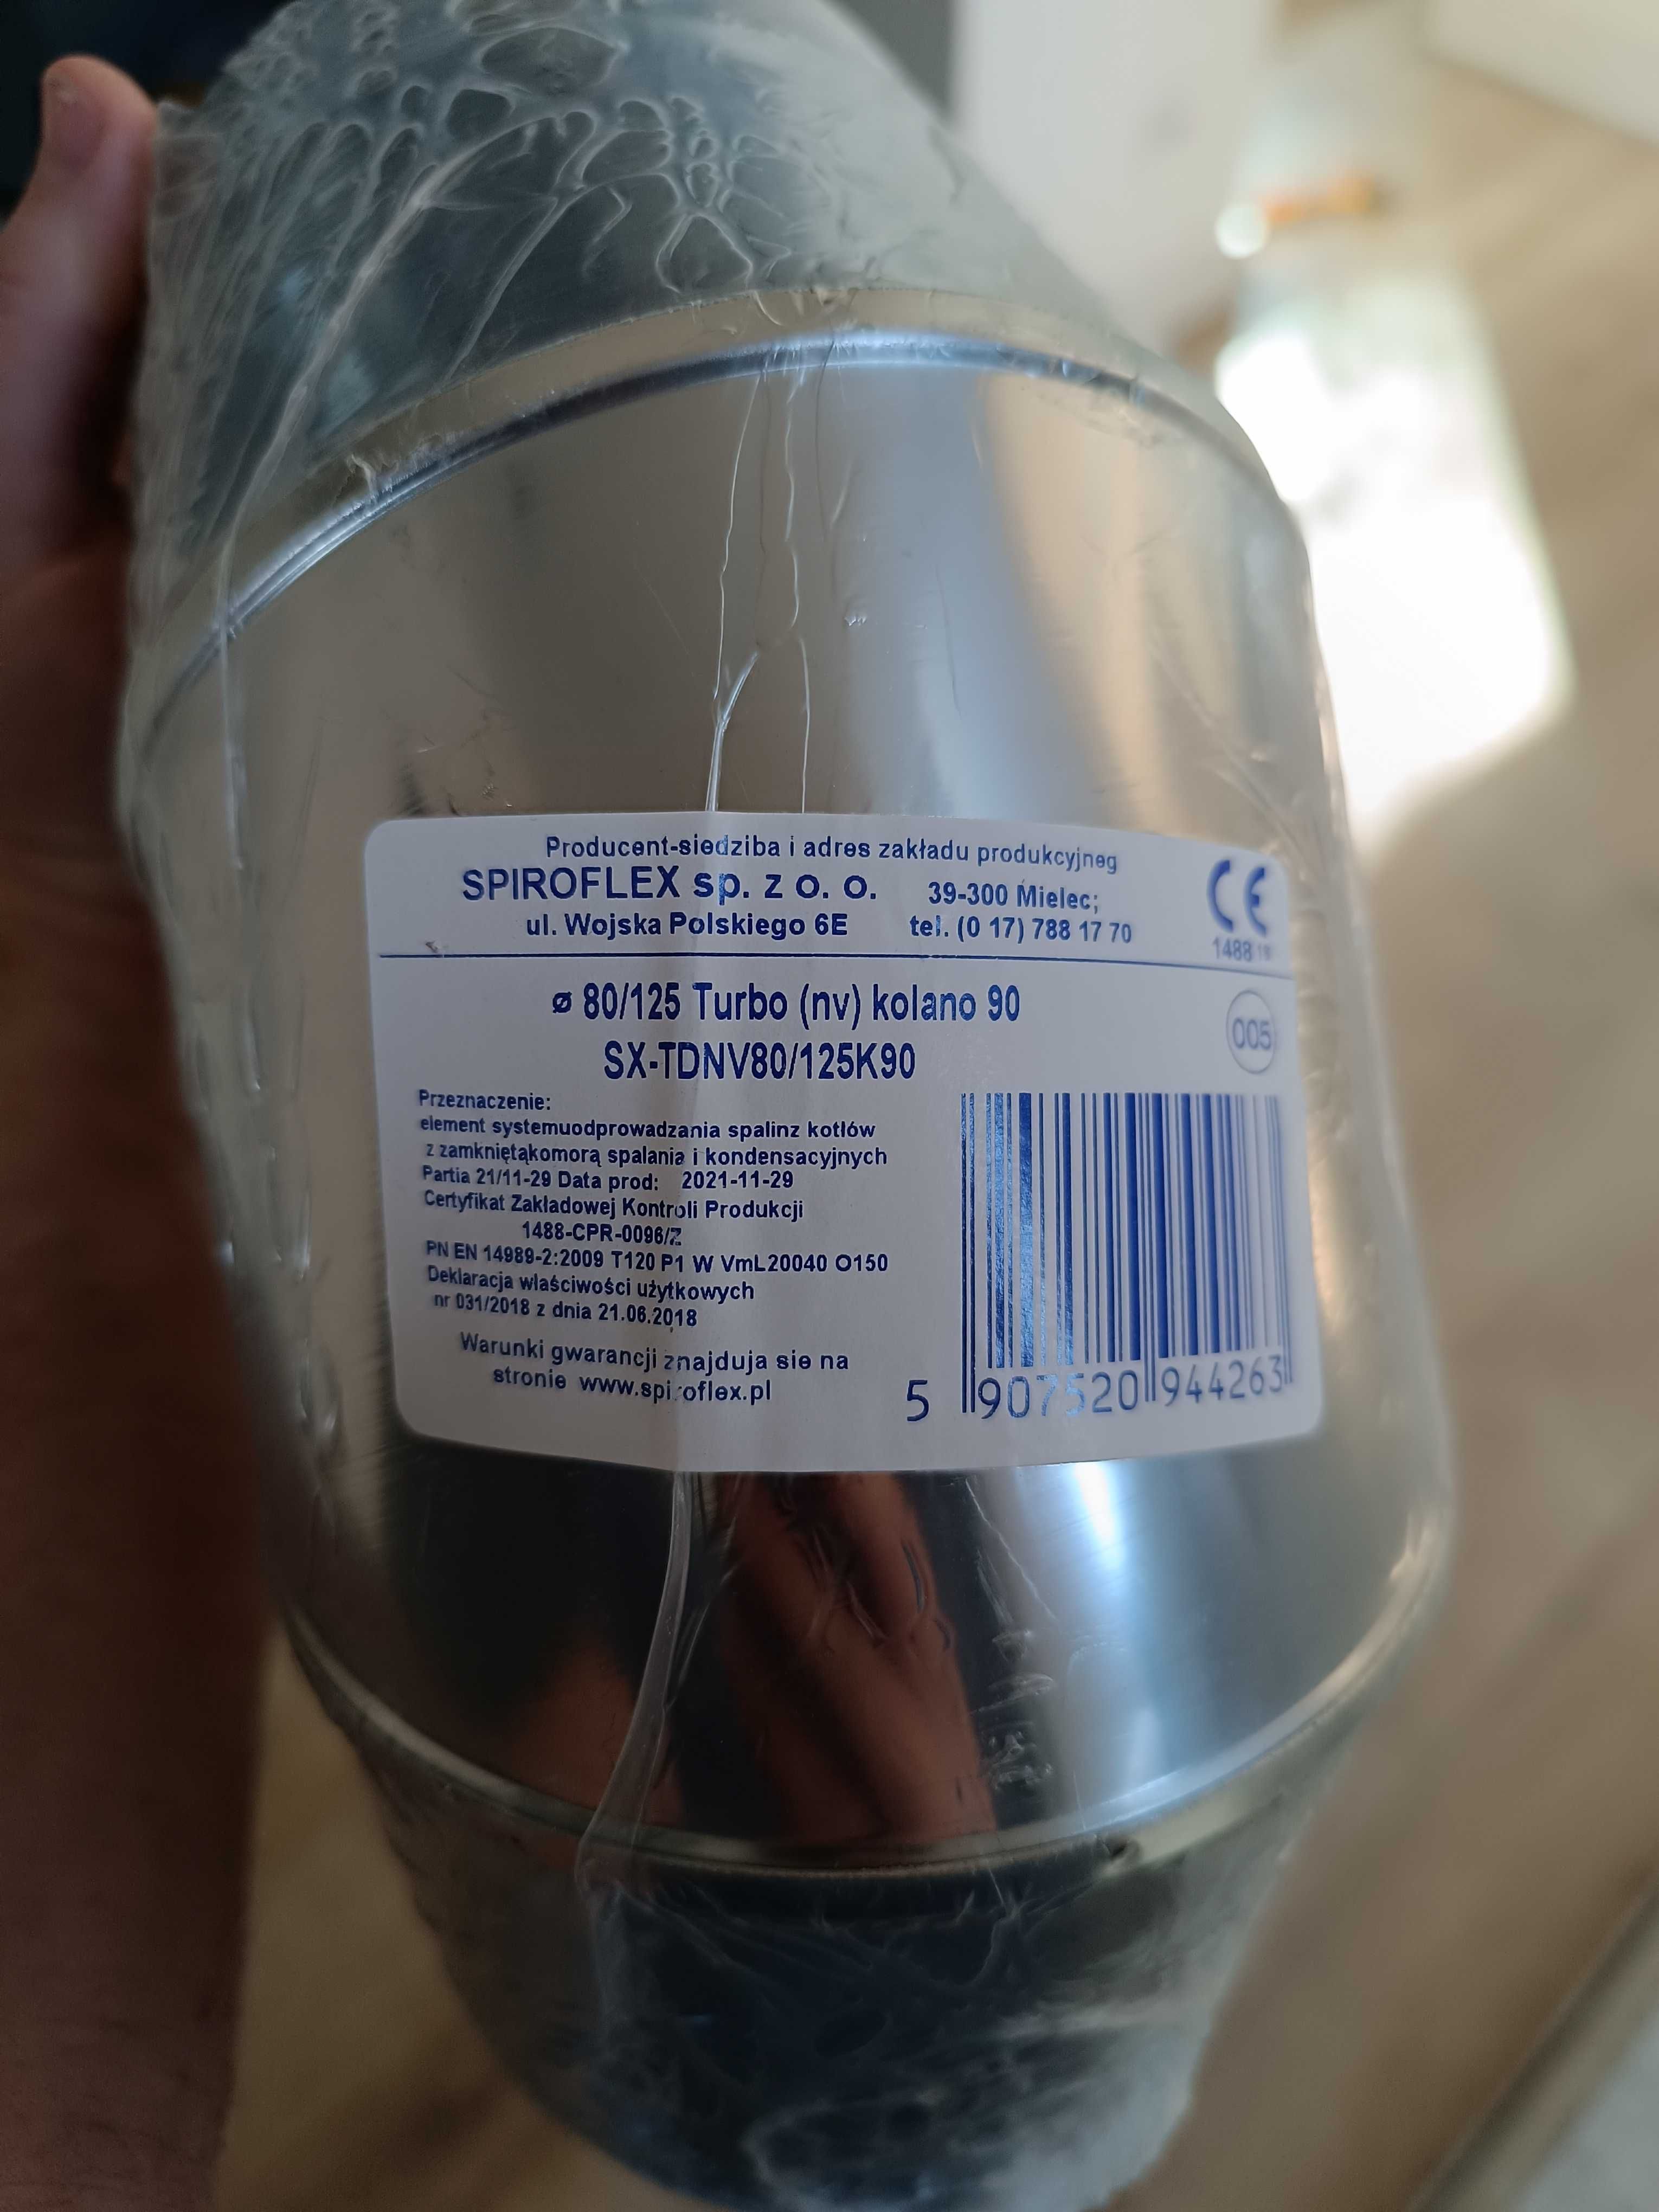 Producent-siedziba i adres zakładu produkcyjneg
SPIROFLEX sp. z o. o. 39-300 Mielec;
ul. Wojska Polskiego 6E tel. (0 17) 788 17 70
CE
1488
ø 80/125 Turbo (nv) kolano 90
005
SX-TDNV80/125K90
Przeznaczenie:
element systemuodprowadzania spalinz kotłów
z zamkniętąkomorą spalania i kondensacyjnych
Partia 21/11-29 Data prod: 2021-11-29
Certyfikat Zakładowej Kontroli Produkcji
1488-CPR-0096/Z
PN EN 14989-2:2009 T120 P1 W VmL20040 O150
Deklaracja właściwości użytkowych
nr 031/2018 z dnia 21.06.2018
Warunki gwarancji znajduja sie na
stronie www.spiroflex.pl
5 907520 944263